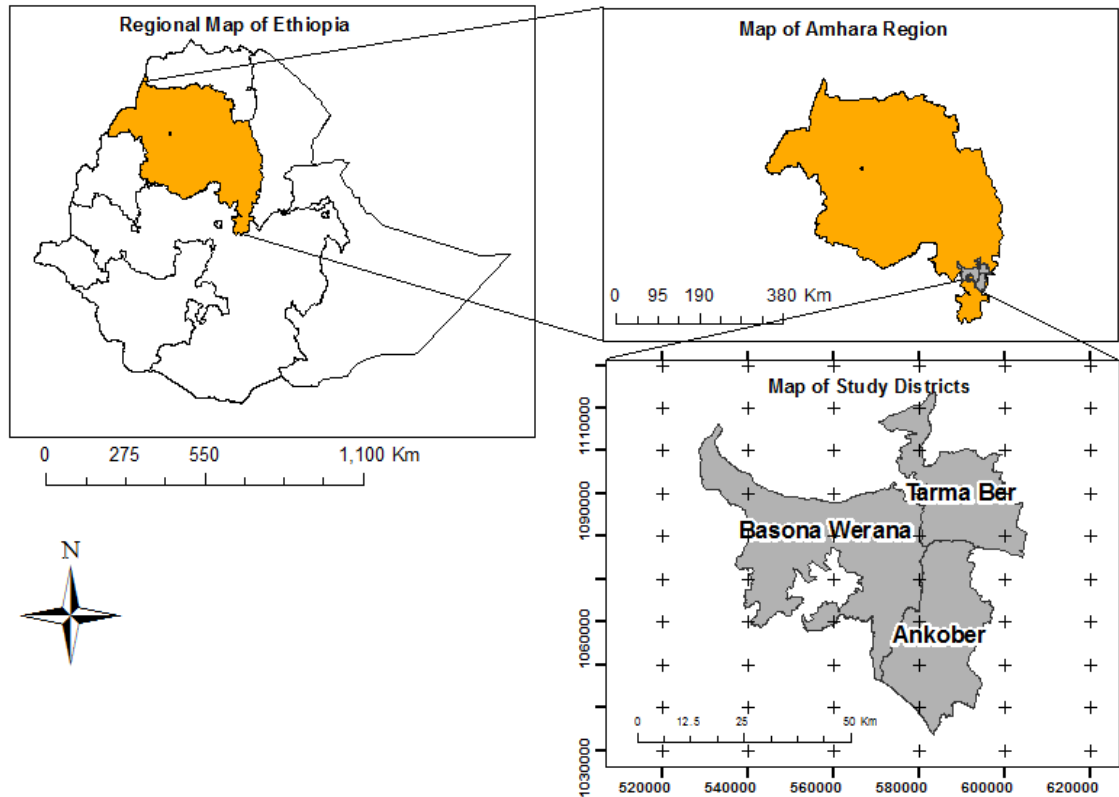 Regional Map of Ethiopia
0 275 550 1,100 Km
N
Map of Amhara Region
0 95 190 380 Km
Map of Study Districts
Tarma Ber
Basona Werana
Ankober
0 12.5 25 50 Km
1110000
1090000
1060000
1030000
520000 540000 560000 580000 600000 620000